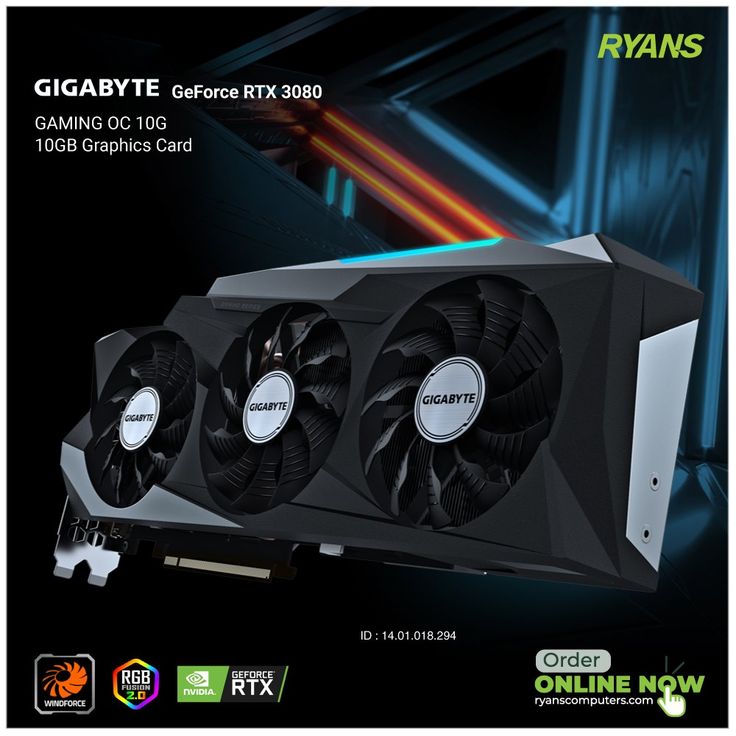 RYANS
GIGABYTE GeForce RTX 3080
GAMING OC 10G
10GB Graphics Card
GIGABYTE
GIGABYTE
GIGABYTE
ID : 14.01.018.294
WINDFORCE
RGB
FUSION
2.0
NVIDIA.
GEFORCE
RTX
Order
ONLINE NOW
ryanscomputers.com